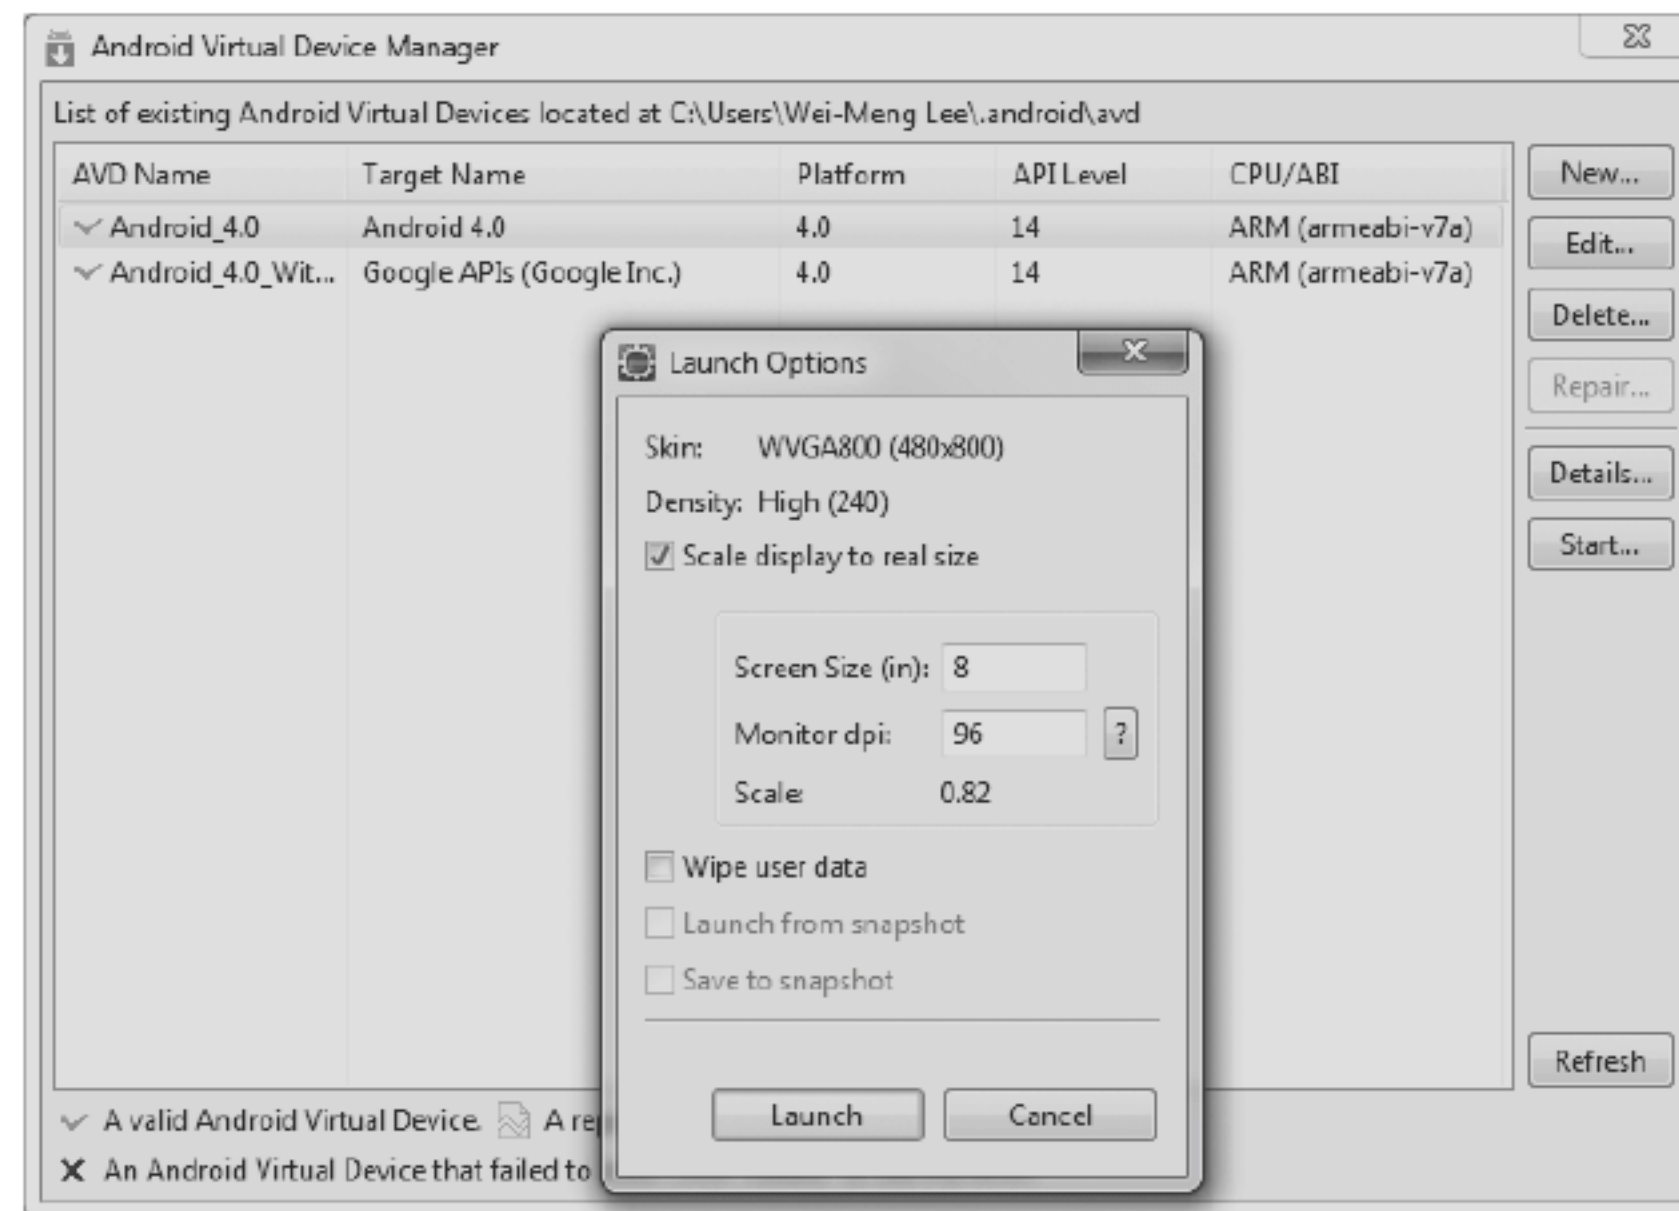 Android Virtual Device Manager
List of existing Android Virtual Devices located at C:\Users\Wei-Meng Lee\.android\avd
AVD Name Target Name Platform API Level CPU/ABI
Android_4.0 Android 4.0 4.0 14 ARM (armeabi-v7a)
Android_4.0_Wit... Google APIs (Google Inc.) 4.0 14 ARM (armeabi-v7a)
New...
Edit...
Delete...
Repair...
Details...
Start...
Refresh
Launch Options
Skin: WVGA800 (480x800)
Density: High (240)
Scale display to real size
Screen Size (in): 8
Monitor dpi: 96 ?
Scale: 0.82
Wipe user data
Launch from snapshot
Save to snapshot
Launch Cancel
A valid Android Virtual Device. A rep
An Android Virtual Device that failed to